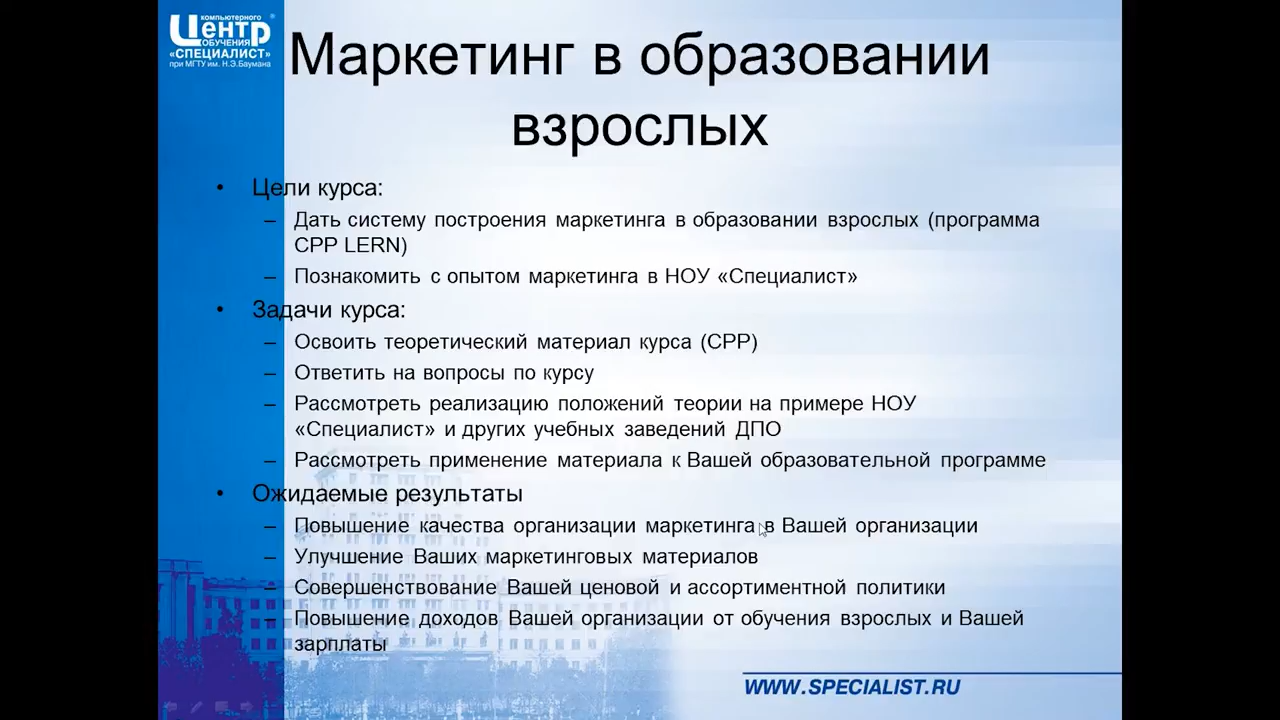 компьютерного
Центр
ОБУЧЕНИЯ
«СПЕЦИАЛИСТ»
при МГТУ им. Н.Э.Баумана
Маркетинг в образовании
взрослых
• Цели курса:
– Дать систему построения маркетинга в образовании взрослых (программа
CPP LERN)
– Познакомить с опытом маркетинга в НОУ «Специалист»
• Задачи курса:
– Освоить теоретический материал курса (CPP)
– Ответить на вопросы по курсу
– Рассмотреть реализацию положений теории на примере НОУ
«Специалист» и других учебных заведений ДПО
– Рассмотреть применение материала к Вашей образовательной программе
• Ожидаемые результаты
– Повышение качества организации маркетинга в Вашей организации
– Улучшение Ваших маркетинговых материалов
– Совершенствование Вашей ценовой и ассортиментной политики
– Повышение доходов Вашей организации от обучения взрослых и Вашей
зарплаты
WWW.SPECIALIST.RU